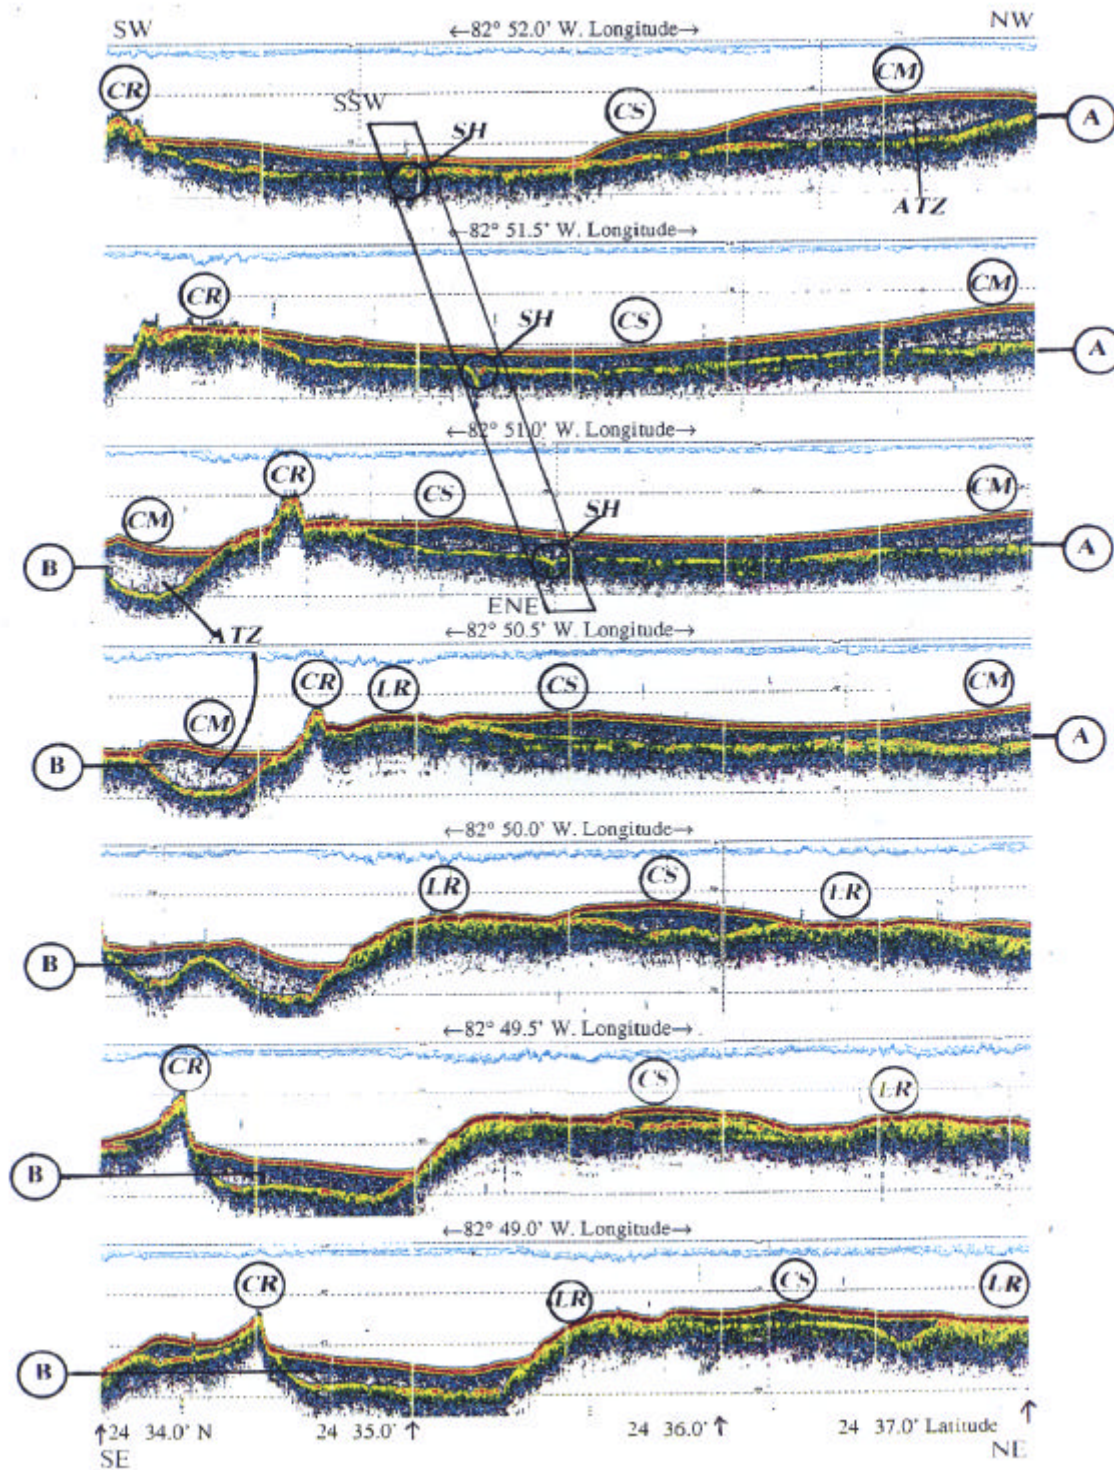 SW ←82° 52.0' W. Longitude→ NW
CR CM
SSW CS
SH A
ATZ
←82° 51.5' W. Longitude→
CR CM
SH CS
A
←82° 51.0' W. Longitude→
CR CS CM
CM SH
B A
ENE
←82° 50.5' W. Longitude→
ATZ
CR LR CS CM
CM
B A
←82° 50.0' W. Longitude→
LR CS LR
B
←82° 49.5' W. Longitude→
CR CS LR
B
←82° 49.0' W. Longitude→
CR LR CS LR
B
↑24 34.0' N 24 35.0' ↑ 24 36.0' ↑ 24 37.0' Latitude ↑
SE NE